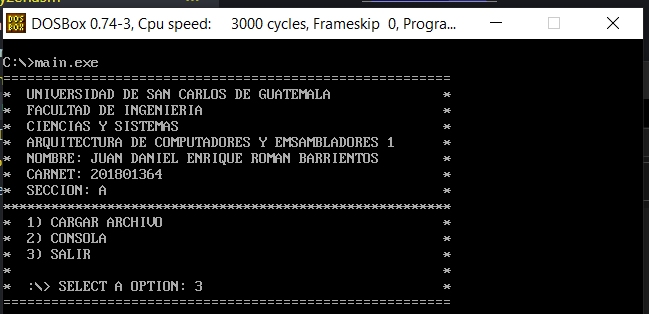 DOSBox 0.74-3, Cpu speed: 3000 cycles, Frameskip 0, Progra...
C:\>main.exe
========================================================
* UNIVERSIDAD DE SAN CARLOS DE GUATEMALA *
* FACULTAD DE INGENIERIA *
* CIENCIAS Y SISTEMAS *
* ARQUITECTURA DE COMPUTADORES Y EMSAMBLADORES 1 *
* NOMBRE: JUAN DANIEL ENRIQUE ROMAN BARRIENTOS *
* CARNET: 201801364 *
* SECCION: A *
********************************************************
* 1) CARGAR ARCHIVO *
* 2) CONSOLA *
* 3) SALIR *
* *
* :\> SELECT A OPTION: 3 *
========================================================